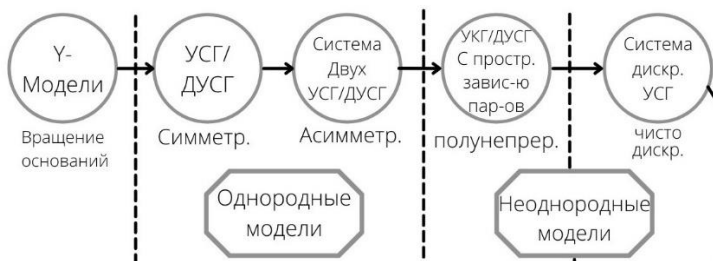 Y-
Модели
Вращение
оснований
УСГ/
ДУСГ
Симметр.
Система
Двух
УСГ/ДУСГ
Асимметр.
УКГ/ДУСГ
С простр.
завис-ю
пар-ов
полунепрер.
Система
дискр.
УСГ
чисто
дискр.
Однородные
модели
Неоднородные
модели